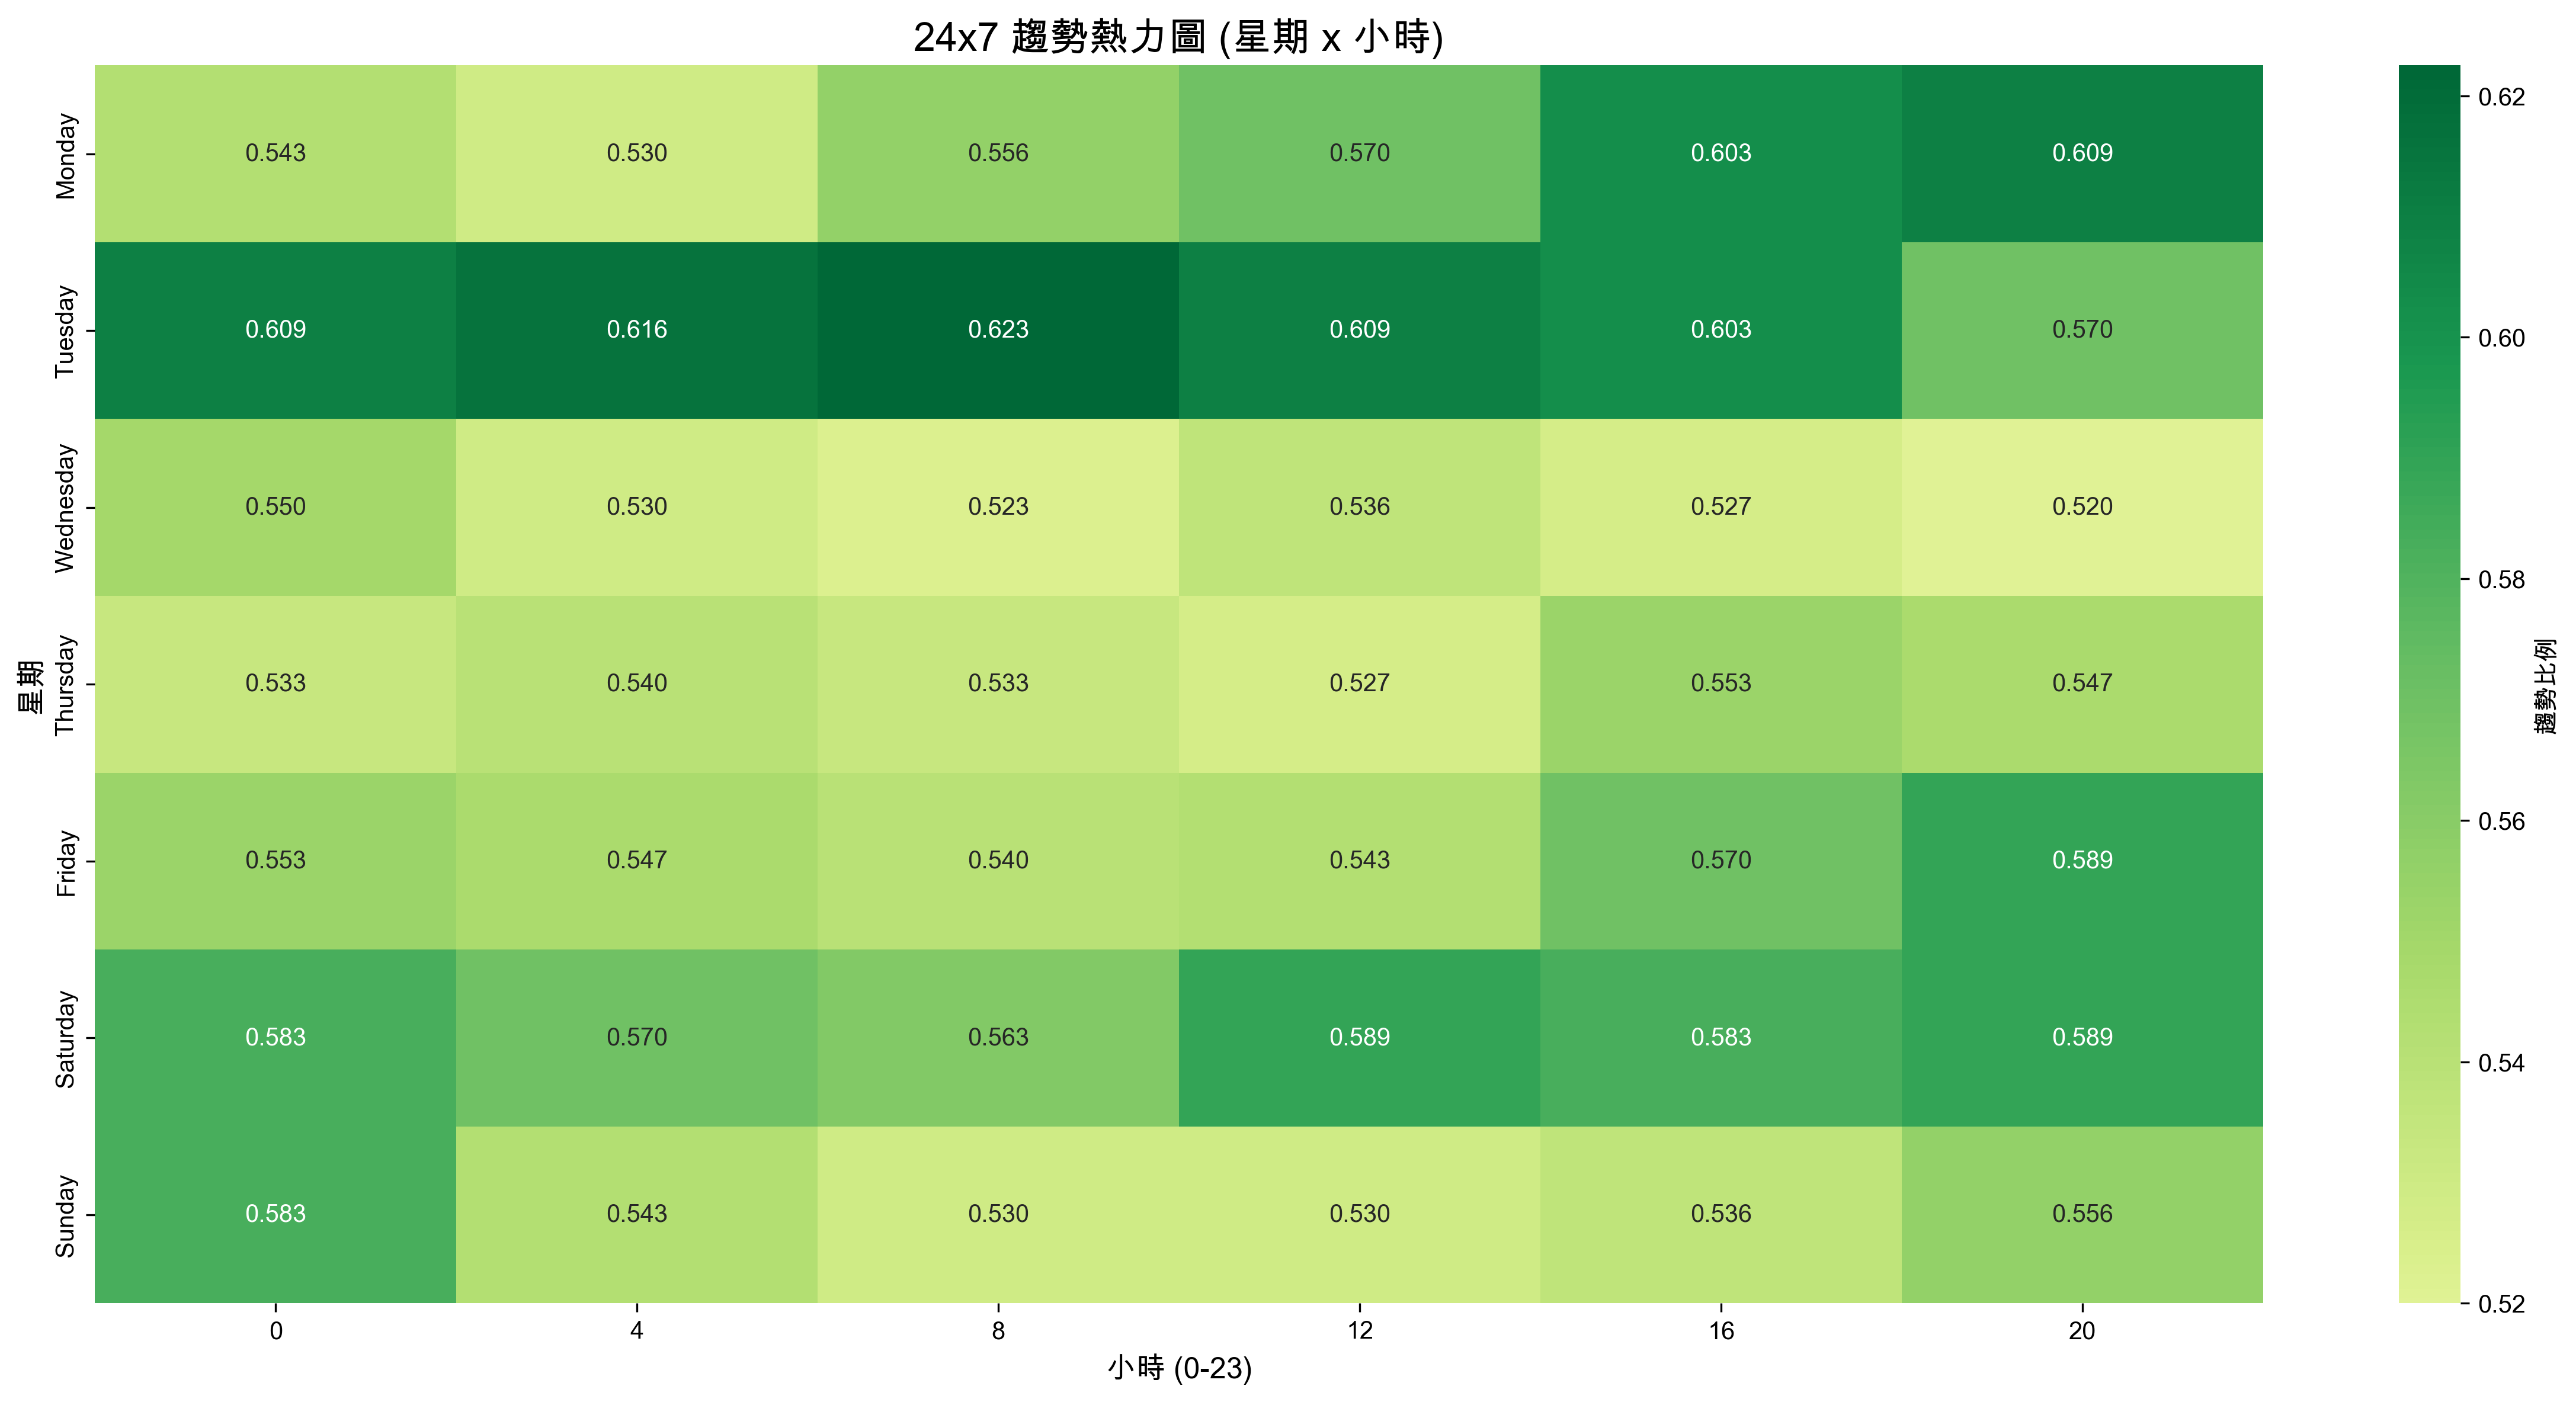 24x7 趨勢熱力圖 (星期 x 小時)
星期
Monday 0.543 0.530 0.556 0.570 0.603 0.609
Tuesday 0.609 0.616 0.623 0.609 0.603 0.570
Wednesday 0.550 0.530 0.523 0.536 0.527 0.520
Thursday 0.533 0.540 0.533 0.527 0.553 0.547
Friday 0.553 0.547 0.540 0.543 0.570 0.589
Saturday 0.583 0.570 0.563 0.589 0.583 0.589
Sunday 0.583 0.543 0.530 0.530 0.536 0.556
0 4 8 12 16 20
小時 (0-23)
0.62
0.60
0.58
0.56
0.54
0.52
趨勢比例